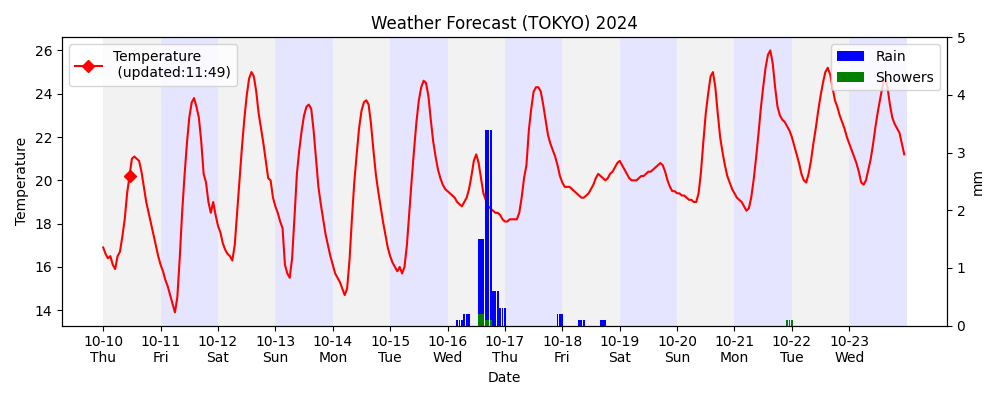 Weather Forecast (TOKYO) 2024
Temperature
(updated:11:49)
Rain
Showers
Temperature
26
24
22
20
18
16
14
5
4
3
2
1
0
mm
10-10 10-11 10-12 10-13 10-14 10-15 10-16 10-17 10-18 10-19 10-20 10-21 10-22 10-23
Thu Fri Sat Sun Mon Tue Wed Thu Fri Sat Sun Mon Tue Wed
Date